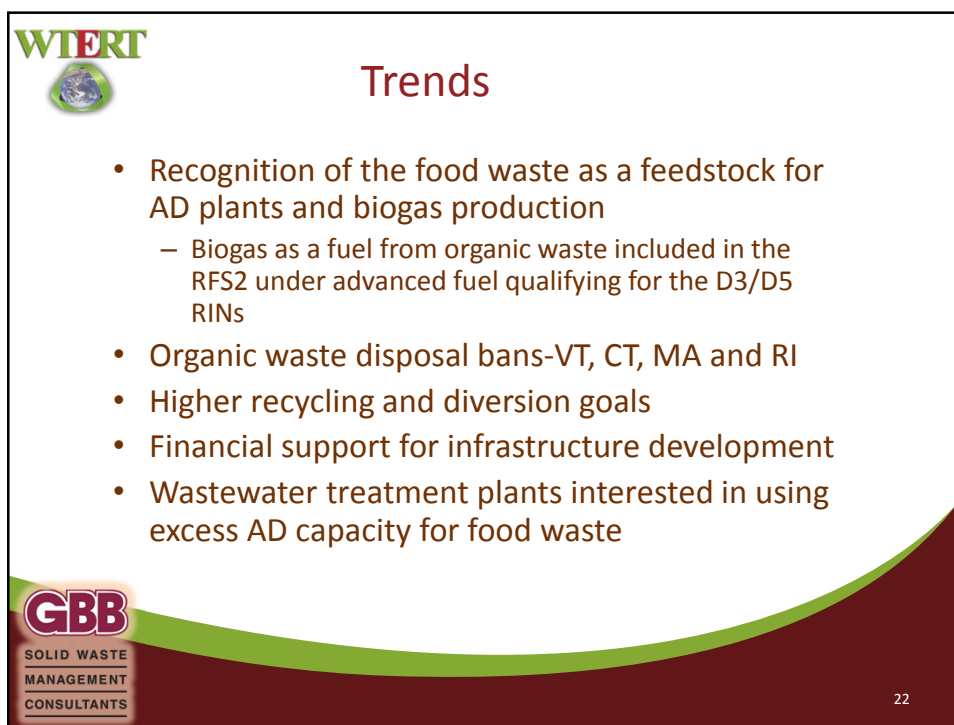 WTERT
Trends
• Recognition of the food waste as a feedstock for
AD plants and biogas production
– Biogas as a fuel from organic waste included in the
RFS2 under advanced fuel qualifying for the D3/D5
RINs
• Organic waste disposal bans-VT, CT, MA and RI
• Higher recycling and diversion goals
• Financial support for infrastructure development
• Wastewater treatment plants interested in using
excess AD capacity for food waste
GBB
SOLID WASTE
MANAGEMENT
CONSULTANTS
22